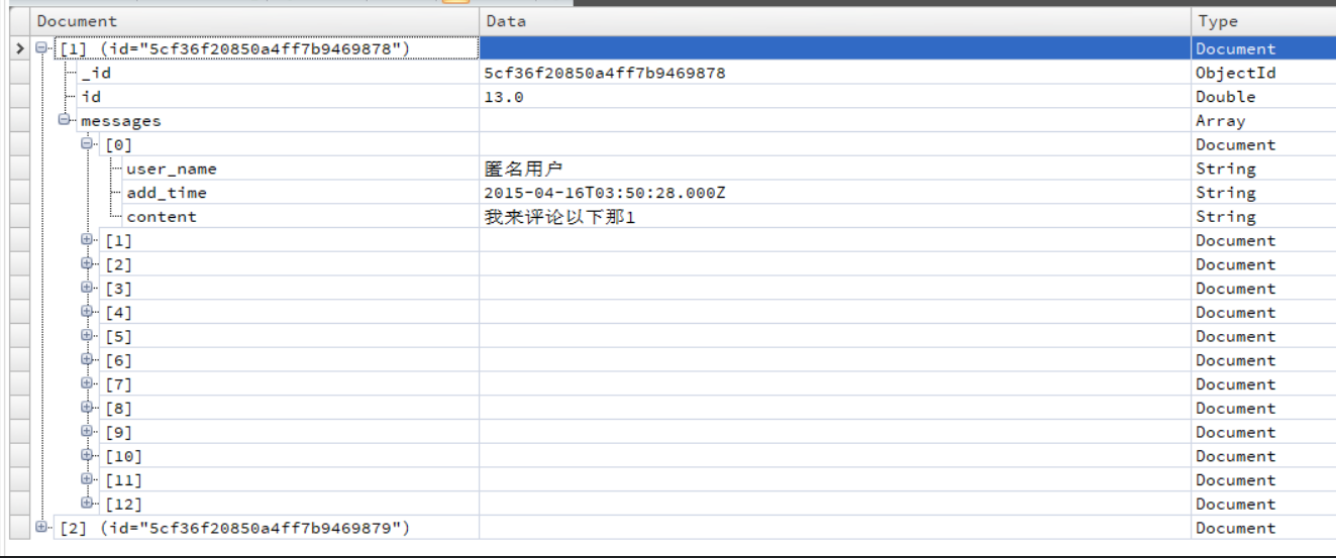 Document Data Type
[1] (id="5cf36f20850a4ff7b9469878") Document
_id 5cf36f20850a4ff7b9469878 ObjectId
id 13.0 Double
messages Array
[0] Document
user_name 匿名用户 String
add_time 2015-04-16T03:50:28.000Z String
content 我来评论以下那1 String
[1] Document
[2] Document
[3] Document
[4] Document
[5] Document
[6] Document
[7] Document
[8] Document
[9] Document
[10] Document
[11] Document
[12] Document
[2] (id="5cf36f20850a4ff7b9469879") Document